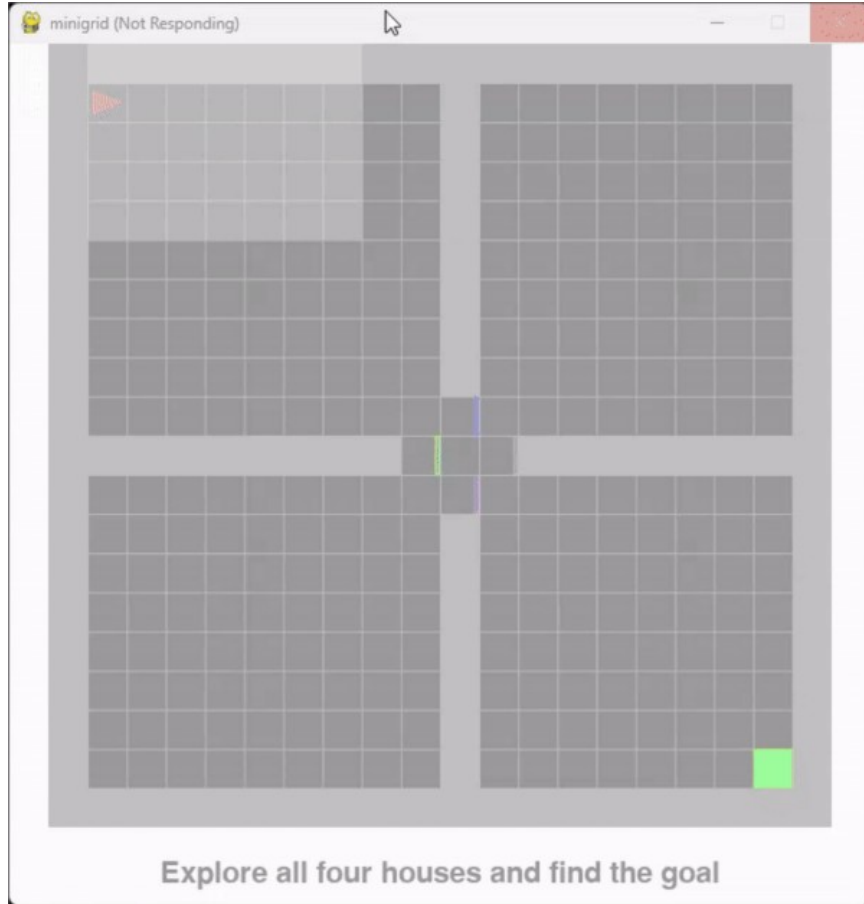 minigrid (Not Responding)
Explore all four houses and find the goal